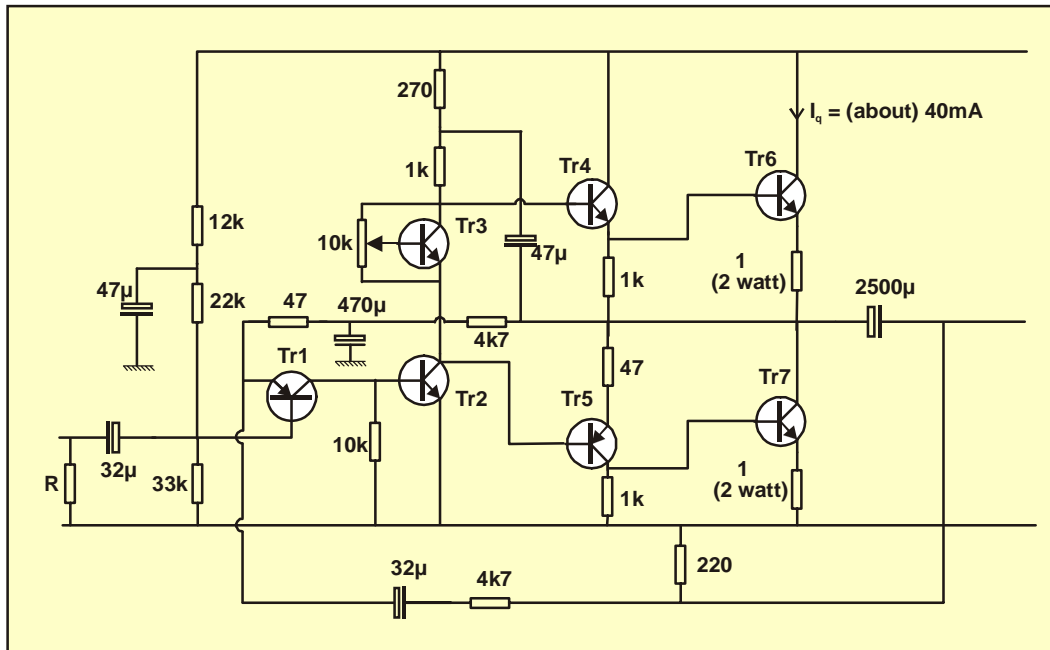 270
I_q = (about) 40mA
1k
Tr4
Tr6
12k
Tr3
10k
47µ
1k
1
(2 watt)
47µ
22k
47
470µ
4k7
2500µ
Tr1
47
Tr2
Tr5
Tr7
10k
R
32µ
33k
1k
1
(2 watt)
32µ
4k7
220